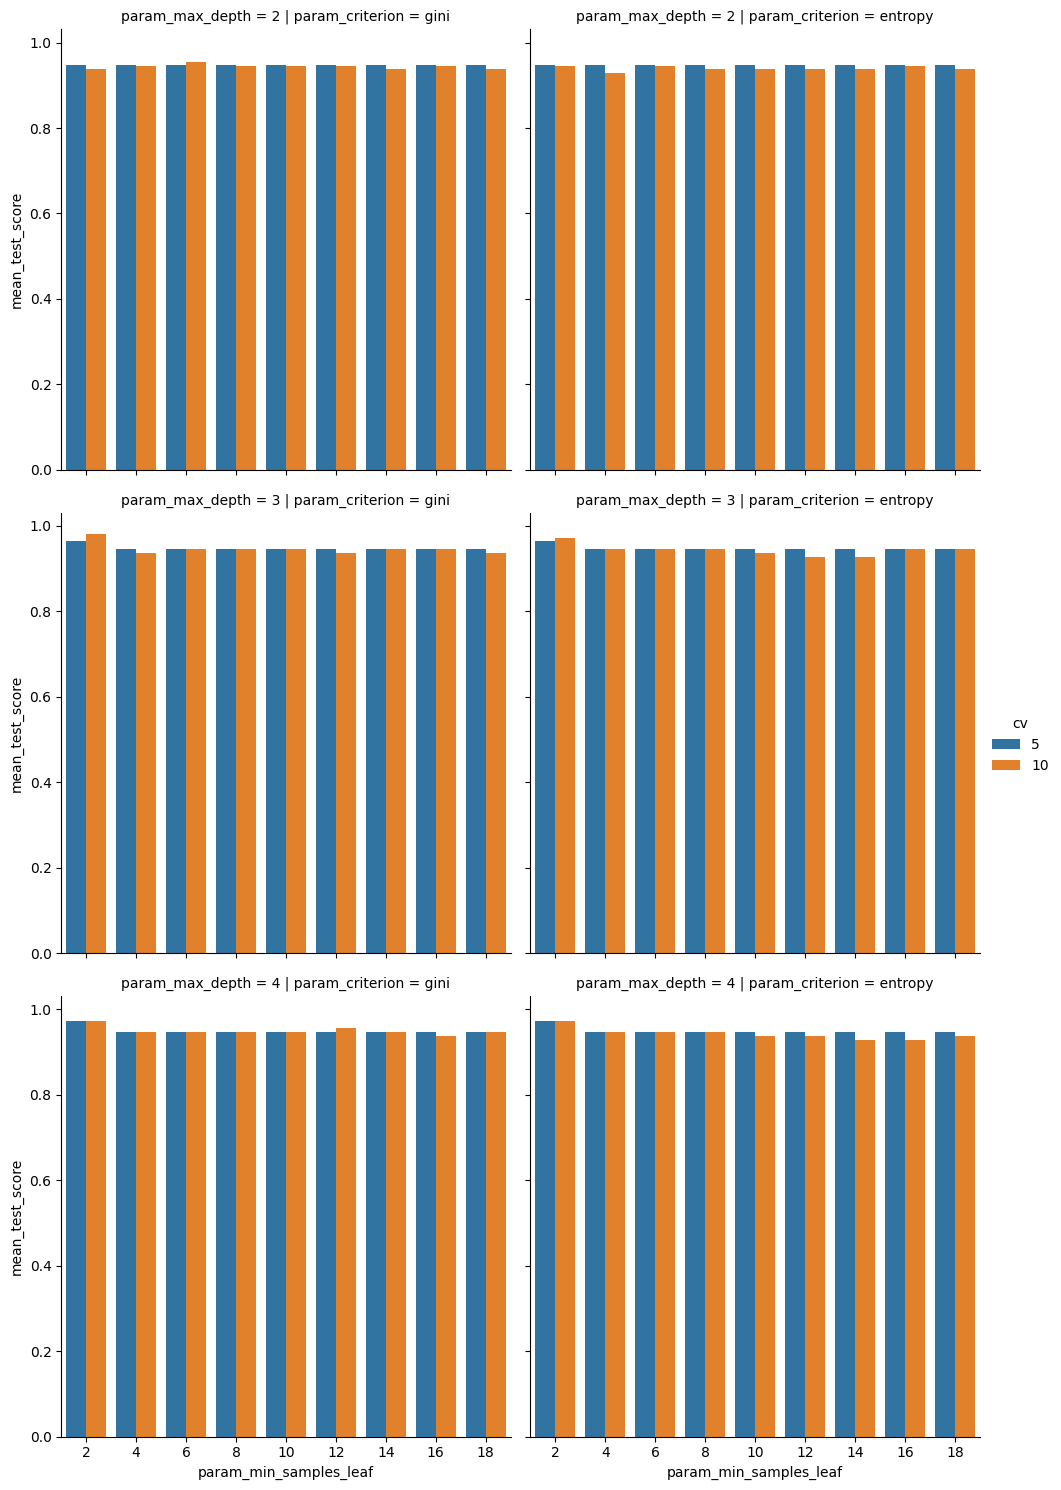 param_max_depth = 2 | param_criterion = gini
param_max_depth = 2 | param_criterion = entropy
1.0
0.8
0.6
0.4
0.2
0.0
mean_test_score
param_max_depth = 3 | param_criterion = gini
param_max_depth = 3 | param_criterion = entropy
1.0
0.8
0.6
0.4
0.2
0.0
mean_test_score
cv
5
10
param_max_depth = 4 | param_criterion = gini
param_max_depth = 4 | param_criterion = entropy
1.0
0.8
0.6
0.4
0.2
0.0
mean_test_score
2 4 6 8 10 12 14 16 18
param_min_samples_leaf
2 4 6 8 10 12 14 16 18
param_min_samples_leaf